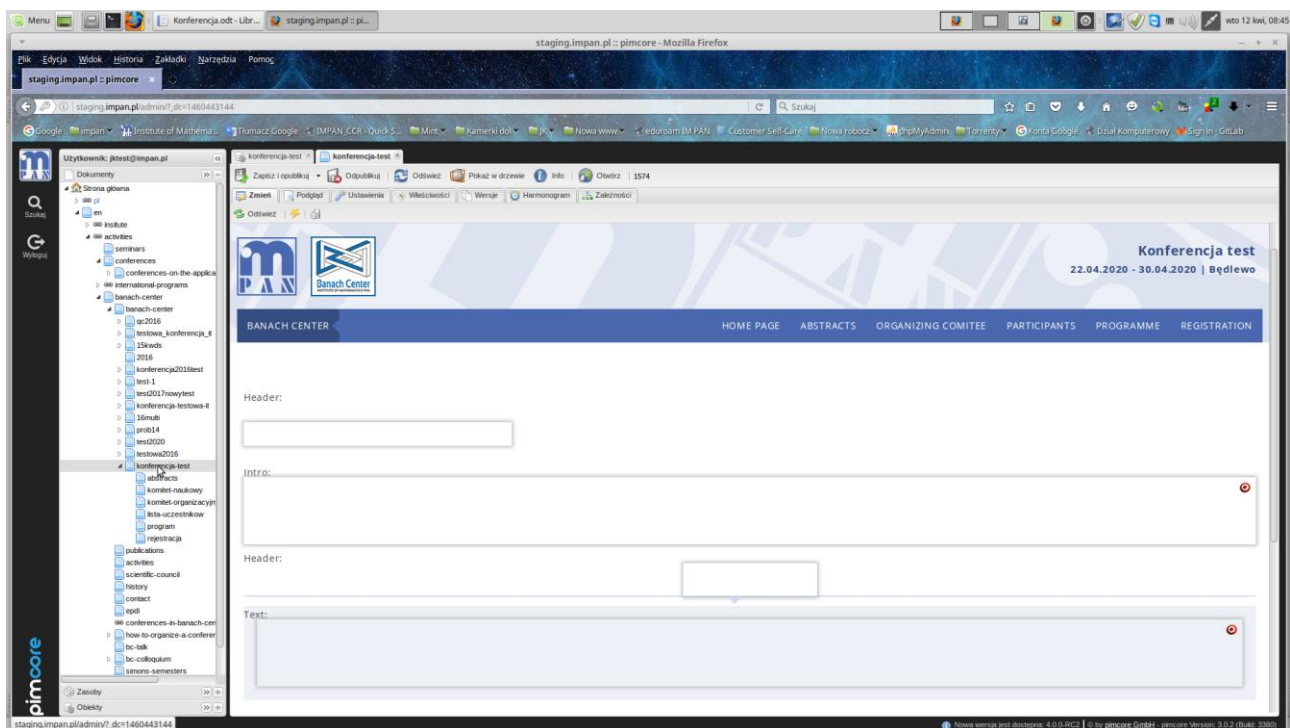 Menu
Konferencja.odt - Libr...
staging.impan.pl :: pi...
wto 12 kwi, 08:45
staging.impan.pl :: pimcore - Mozilla Firefox
Plik Edycja Widok Historia Zakładki Narzędzia Pomoc
staging.impan.pl :: pimcore
staging.impan.pl/admin/?_dc=1460443144
Szukaj
Google impan Institute of Mathema... Tłumacz Google IMPAN_CCR - Quick S... Mint Kamerki dol jk Nowa www eduroam IM PAN Customer Self-Care Nowa robocz phpMyAdmin Torrenty Konta Google Dział Komputerowy Sign in · GitLab
Użytkownik: jktest@impan.pl
Dokumenty
Szukaj
Wyloguj
Strona główna
pl
en
insitute
activities
seminars
conferences
conferences-on-the-applica
international-programs
banach-center
banach-center
qc2016
testowa_konferencja_it
15kwds
2016
konferencja2016test
test-1
test2017nowytest
konferencja-testowa-it
16multi
prob14
test2020
testowa2016
konferencja-test
abstracts
komitet-naukowy
komitet-organizacyjn
lista-uczestnikow
program
rejestracja
publications
activities
scientific-council
history
contact
epdi
conferences-in-banach-cen
how-to-organize-a-conferer
bc-talk
bc-colloquium
simons-semesters
Zasoby
Obiekty
pimcore
konferencja-test
konferencja-test
Zapisz i opublikuj Odpublikuj Odśwież Pokaż w drzewie Info Otwórz 1574
Zmień Podgląd Ustawienia Właściwości Wersje Harmonogram Zależności
Odśwież
m
PAN
Banach Center
Konferencja test
22.04.2020 - 30.04.2020 | Będlewo
BANACH CENTER
HOME PAGE ABSTRACTS ORGANIZING COMITEE PARTICIPANTS PROGRAMME REGISTRATION
Header:
Intro:
Header:
Text:
staging.impan.pl/admin/?_dc=1460443144
Nowa wersja jest dostępna: 4.0.0-RC2 | © by pimcore GmbH - pimcore Version: 3.0.2 (Build: 3380)